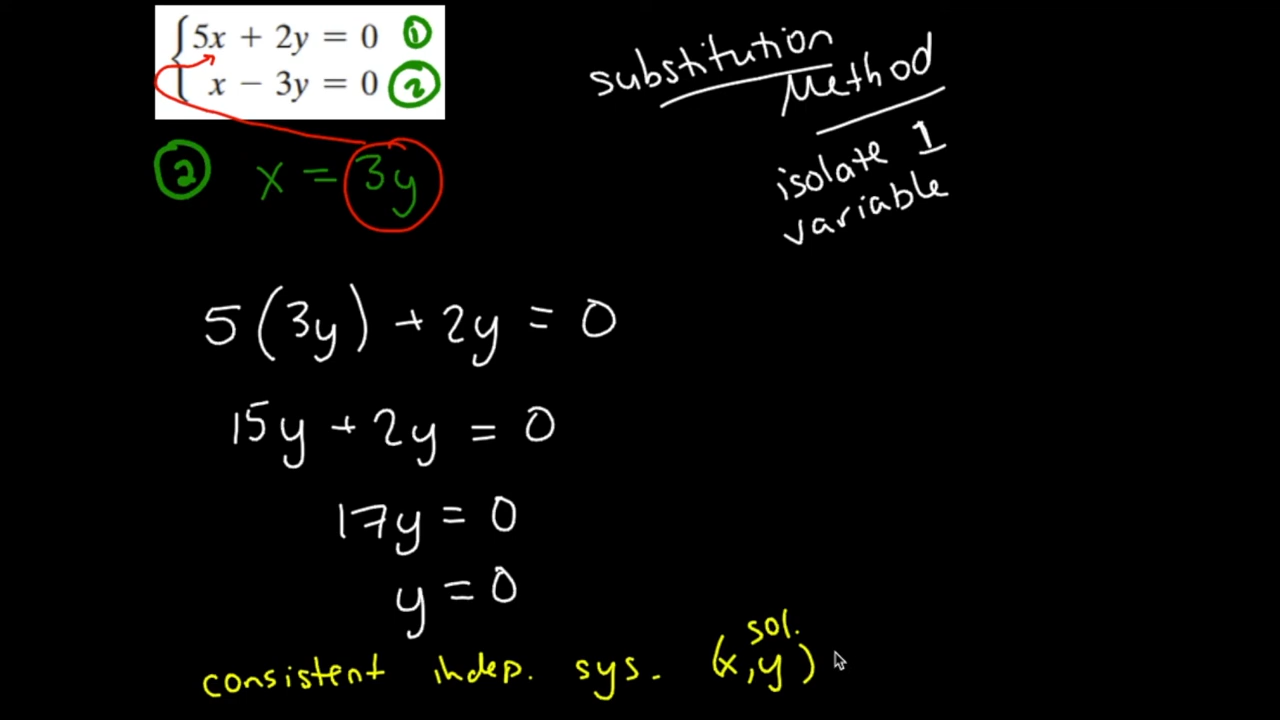 5x + 2y = 0 ①
x − 3y = 0 ②
substitution
Method
isolate 1
variable
② x = 3y
5(3y) + 2y = 0
15y + 2y = 0
17y = 0
y = 0
sol.
consistent indep. sys. (x,y)